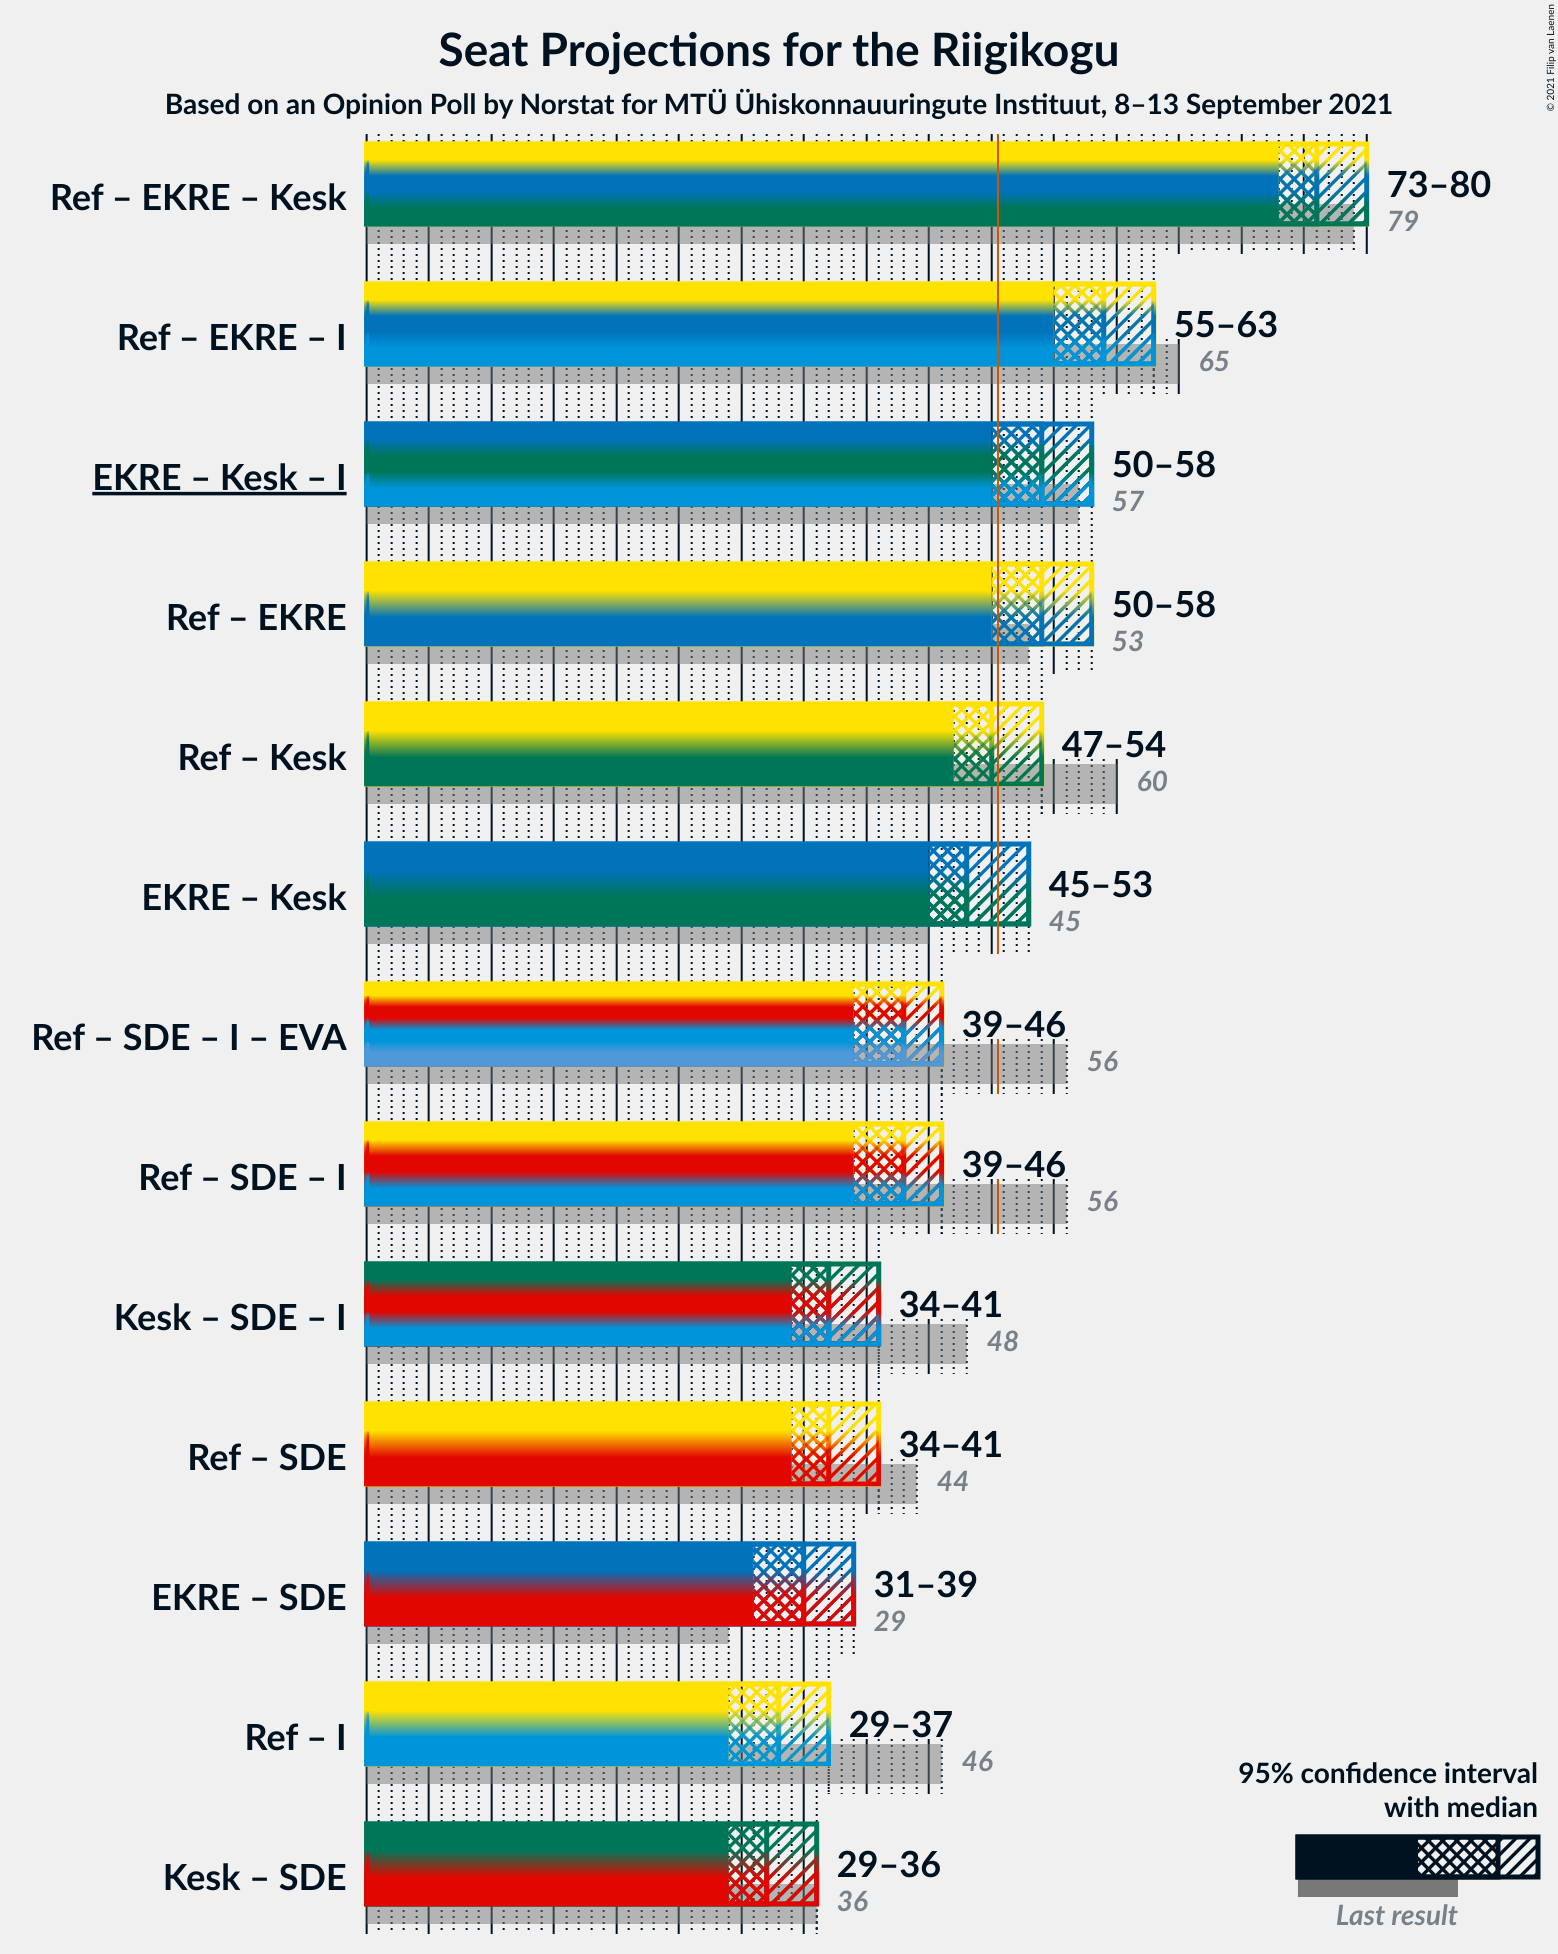 Seat Projections for the Riigikogu
Based on an Opinion Poll by Norstat for MTÜ Ühiskonnauuringute Instituut, 8–13 September 2021
© 2021 Filip van Laenen
Ref – EKRE – Kesk
73–80
79
Ref – EKRE – I
55–63
65
EKRE – Kesk – I
50–58
57
Ref – EKRE
50–58
53
Ref – Kesk
47–54
60
EKRE – Kesk
45–53
45
Ref – SDE – I – EVA
39–46
56
Ref – SDE – I
39–46
56
Kesk – SDE – I
34–41
48
Ref – SDE
34–41
44
EKRE – SDE
31–39
29
Ref – I
29–37
46
Kesk – SDE
29–36
36
95% confidence interval
with median
Last result